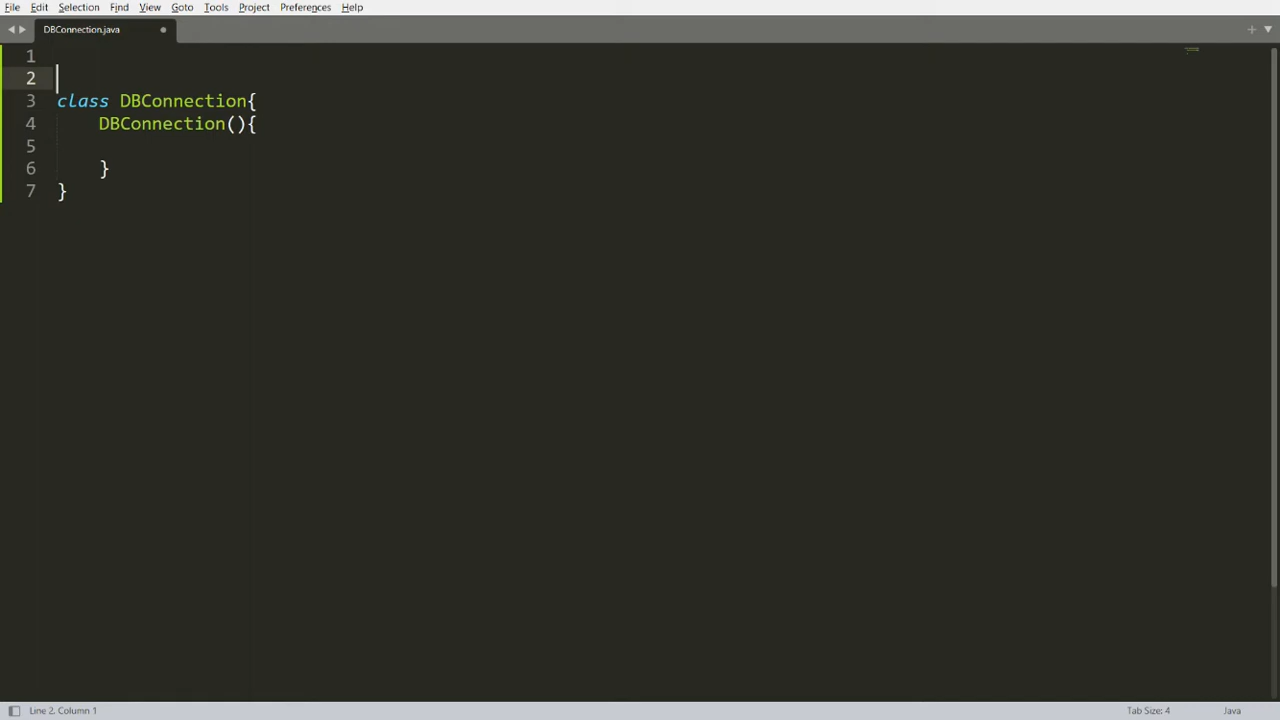 File Edit Selection Find View Goto Tools Project Preferences Help
DBConnection.java
1
2
3 class DBConnection{
4 DBConnection(){
5
6 }
7 }
Line 2, Column 1 Tab Size: 4 Java